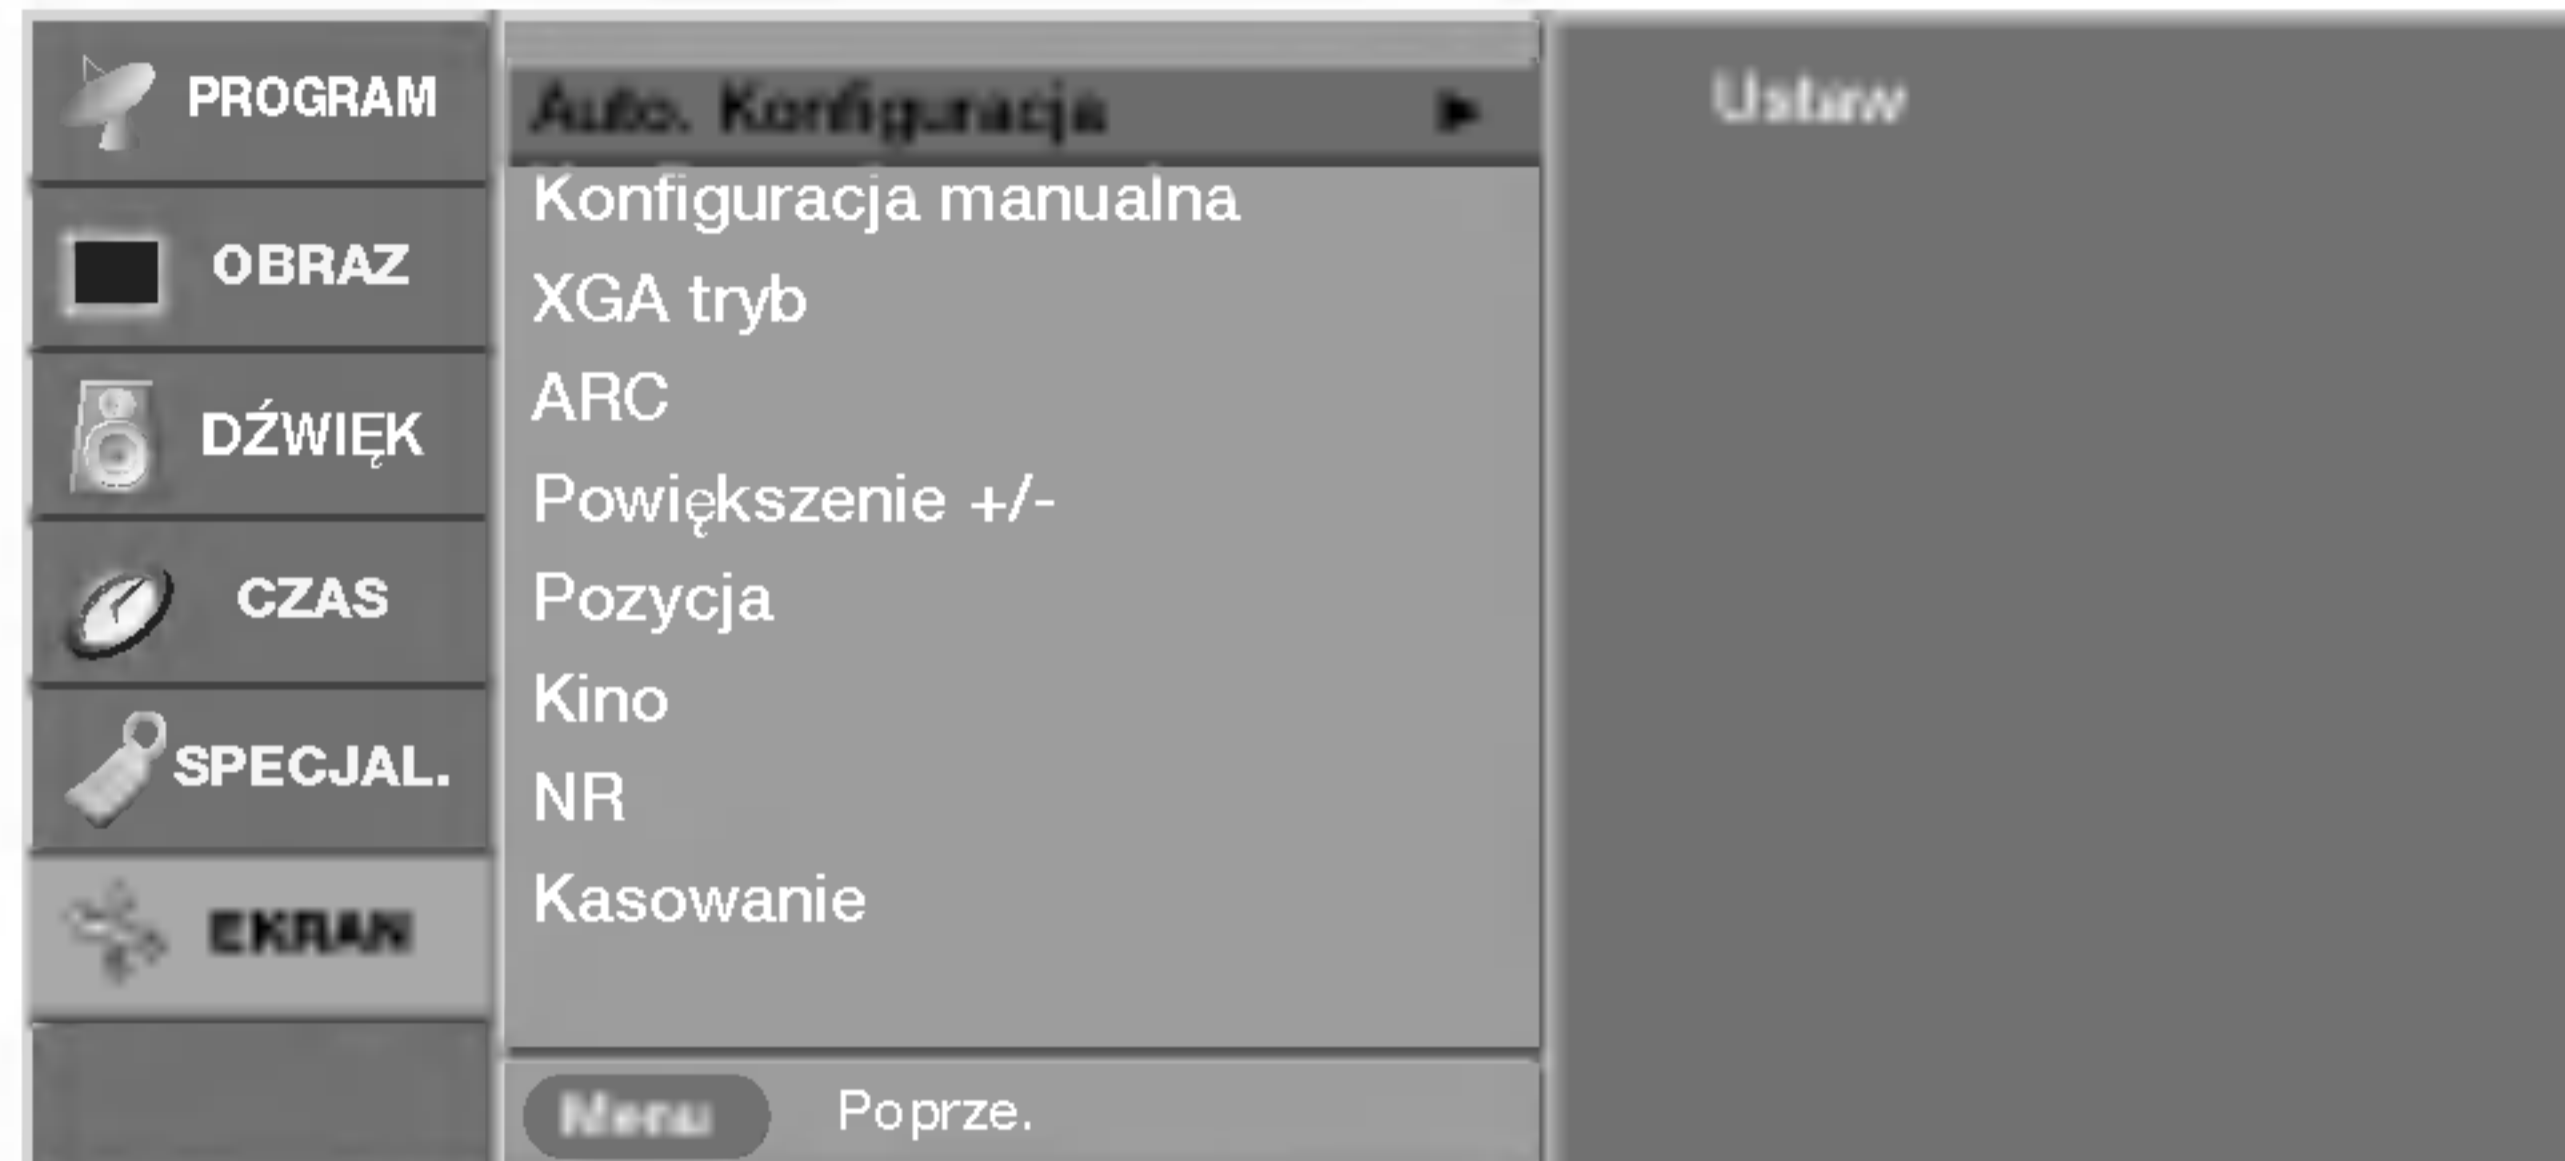 PROGRAM
OBRAZ
DŹWIĘK
CZAS
SPECJAL.
EKRAN
Auto. Konfiguracja
Konfiguracja manualna
XGA tryb
ARC
Powiększenie +/-
Pozycja
Kino
NR
Kasowanie
Menu Poprze.
Ustaw